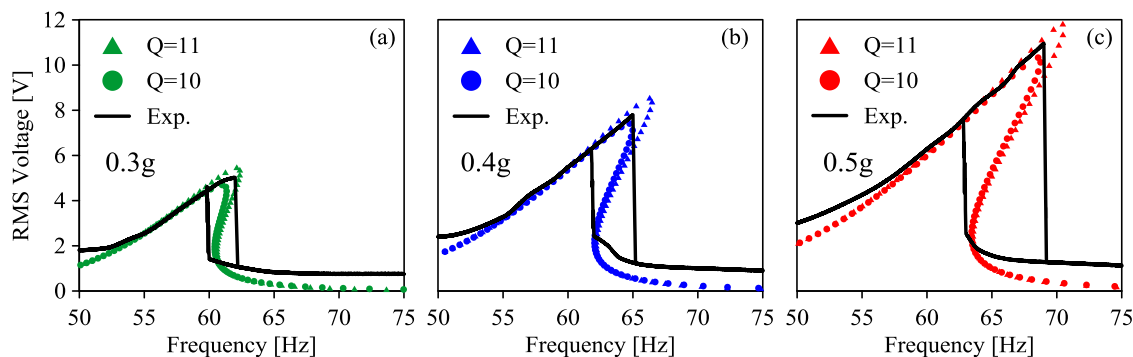 RMS Voltage [V]
12
10
8
6
4
2
0
(a)
Q=11
Q=10
Exp.
0.3g
50 55 60 65 70 75
Frequency [Hz]
(b)
Q=11
Q=10
Exp.
0.4g
50 55 60 65 70 75
Frequency [Hz]
(c)
Q=11
Q=10
Exp.
0.5g
50 55 60 65 70 75
Frequency [Hz]